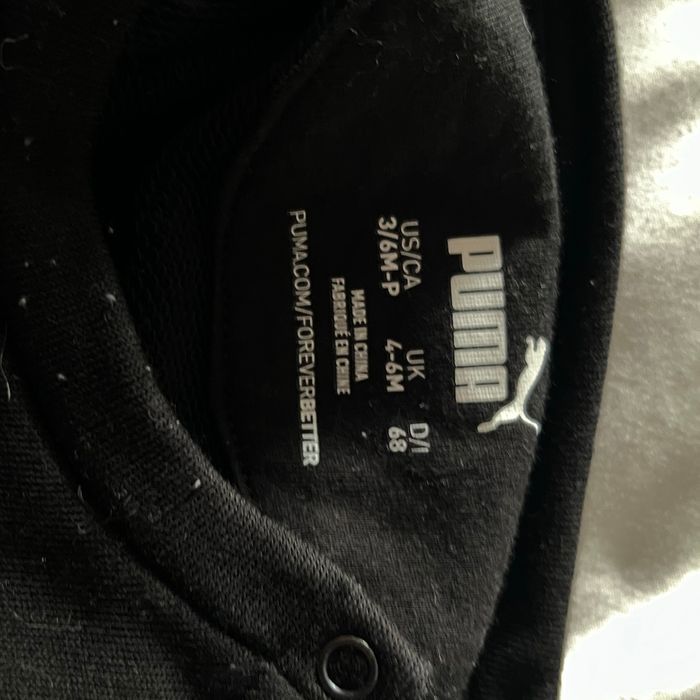 PUMA
US/CA UK D/I
3/6M-P 4-6M 68
MADE IN CHINA
FABRIQUÉ EN CHINE
PUMA.COM/FOREVERBETTER